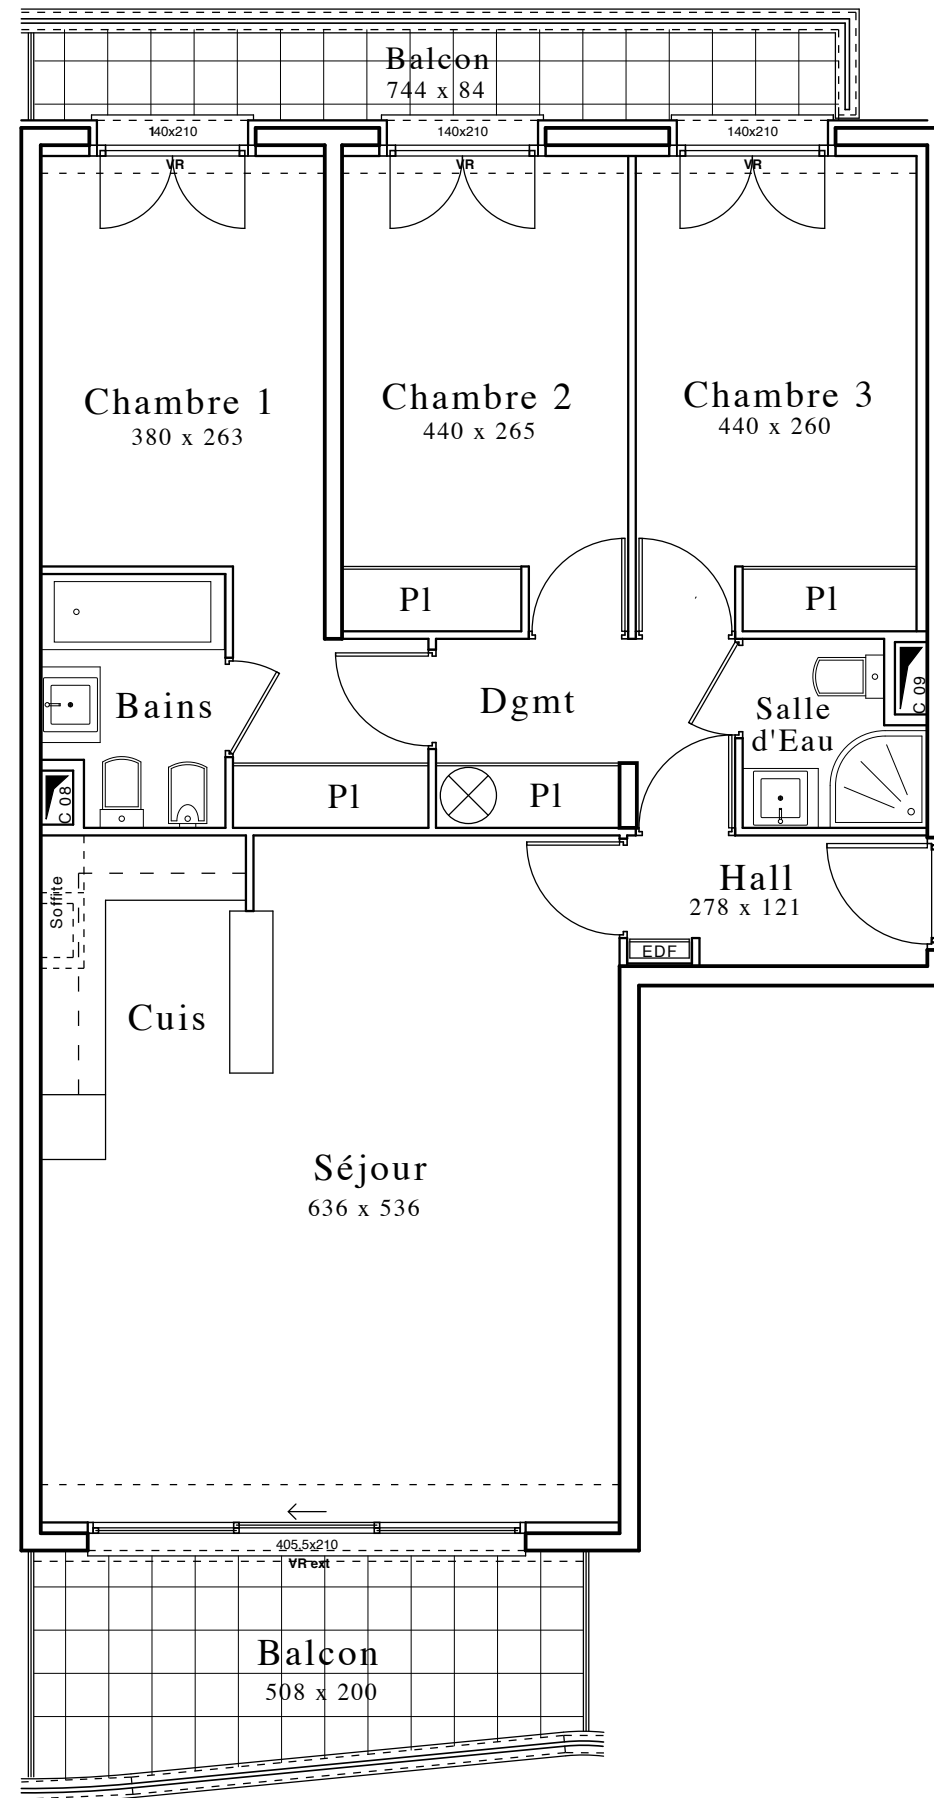 Balcon
744 x 84
140x210
140x210
140x210
VR
VR
VR
Chambre 1
380 x 263
Chambre 2
440 x 265
Chambre 3
440 x 260
Pl
Pl
Bains
Dgmt
Salle
d'Eau
C 09
C 08
Pl
Pl
Hall
278 x 121
EDF
Soffite
Cuis
Séjour
636 x 536
405,5x210
VR ext
Balcon
508 x 200